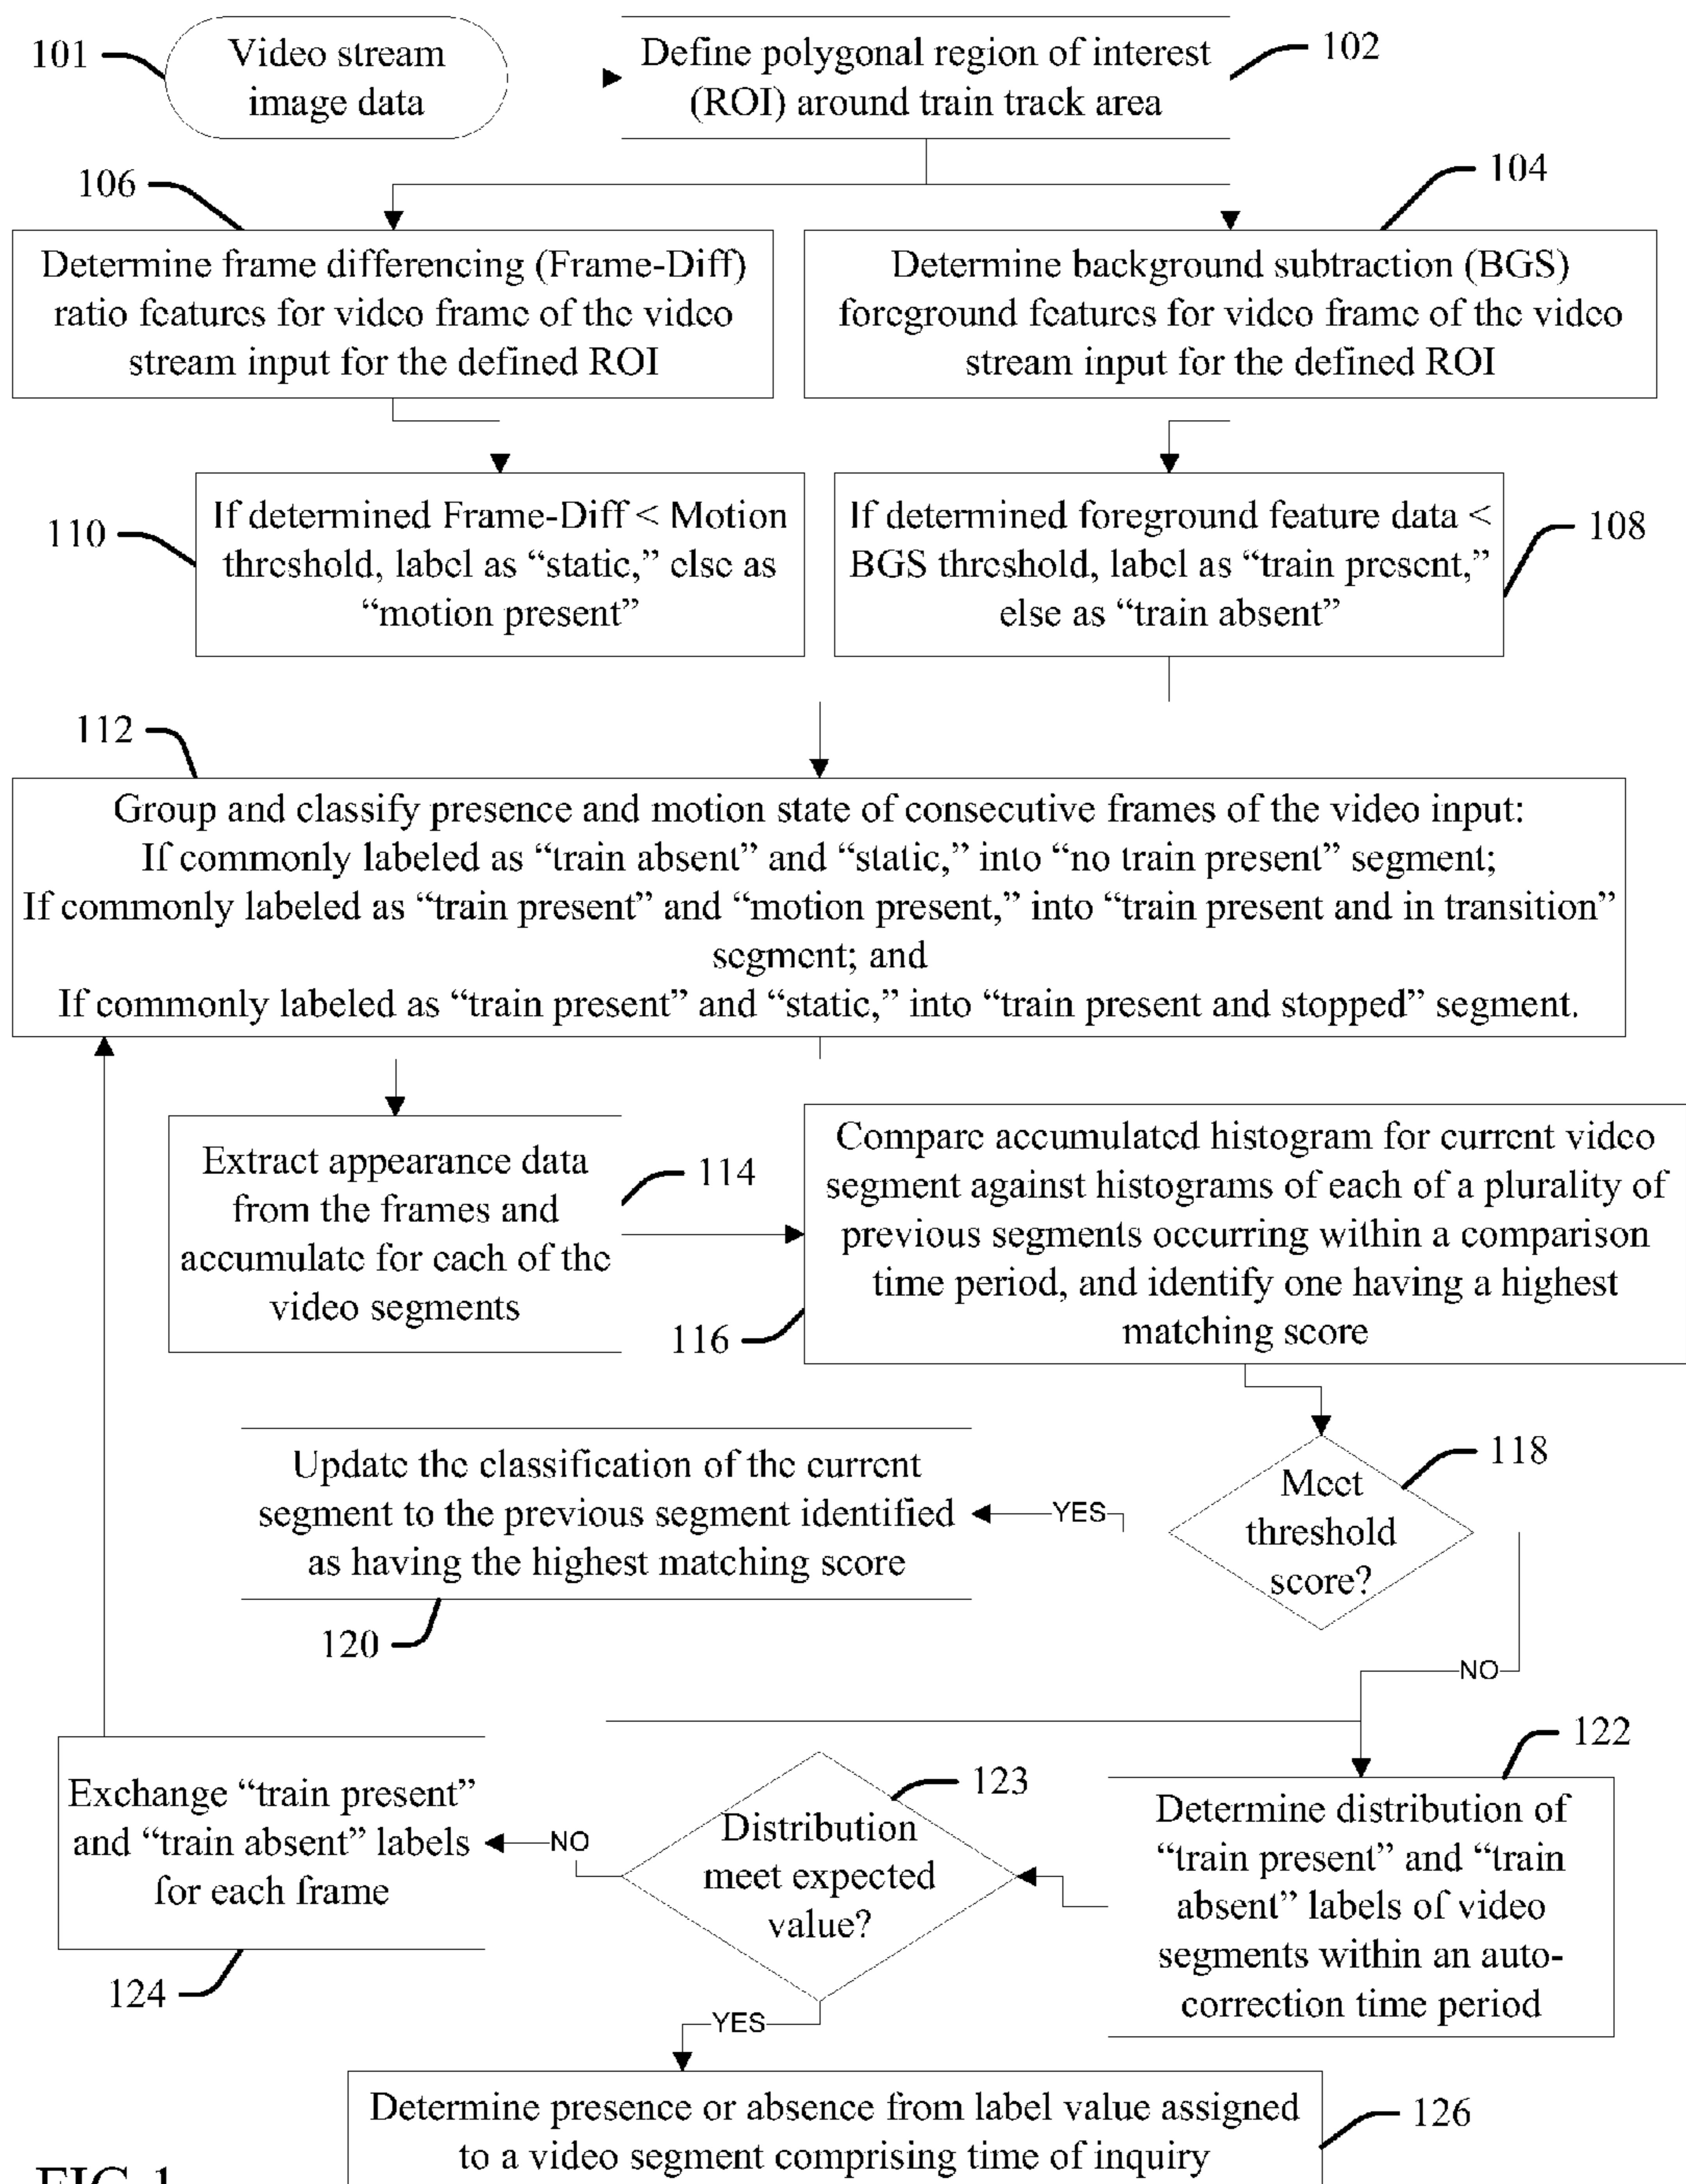 101
Video stream
image data
Define polygonal region of interest
(ROI) around train track area
102
106
104
Determine frame differencing (Frame-Diff)
ratio features for video frame of the video
stream input for the defined ROI
Determine background subtraction (BGS)
foreground features for video frame of the video
stream input for the defined ROI
110
If determined Frame-Diff < Motion
threshold, label as “static,” else as
“motion present”
If determined foreground feature data <
BGS threshold, label as “train present,”
else as “train absent”
108
112
Group and classify presence and motion state of consecutive frames of the video input:
If commonly labeled as “train absent” and “static,” into “no train present” segment;
If commonly labeled as “train present” and “motion present,” into “train present and in transition”
segment; and
If commonly labeled as “train present” and “static,” into “train present and stopped” segment.
Extract appearance data
from the frames and
accumulate for each of the
video segments
114
Compare accumulated histogram for current video
segment against histograms of each of a plurality of
previous segments occurring within a comparison
time period, and identify one having a highest
matching score
116
118
Meet
threshold
score?
YES
Update the classification of the current
segment to the previous segment identified
as having the highest matching score
120
NO
122
Determine distribution of
“train present” and “train
absent” labels of video
segments within an auto-
correction time period
123
Distribution
meet expected
value?
NO
Exchange “train present”
and “train absent” labels
for each frame
124
YES
Determine presence or absence from label value assigned
to a video segment comprising time of inquiry
126
FIG 1